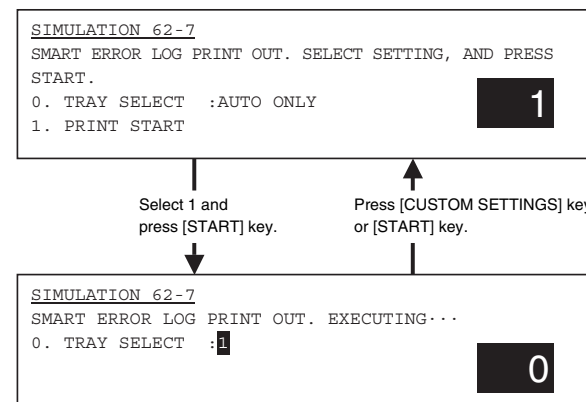 SIMULATION 62-7
SMART ERROR LOG PRINT OUT. SELECT SETTING, AND PRESS
START.
0. TRAY SELECT :AUTO ONLY
1. PRINT START
1
Select 1 and
press [START] key.
Press [CUSTOM SETTINGS] key
or [START] key.
SIMULATION 62-7
SMART ERROR LOG PRINT OUT. EXECUTING···
0. TRAY SELECT :1
0